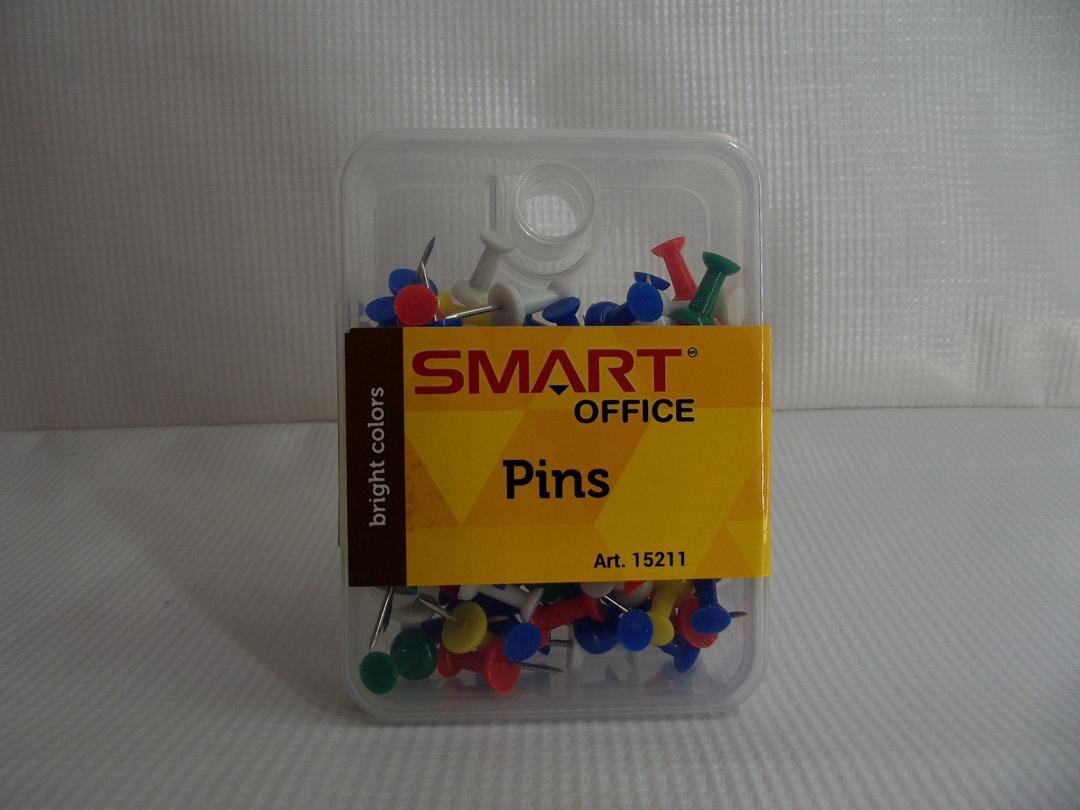 bright colors
SMART
OFFICE
Pins
Art. 15211